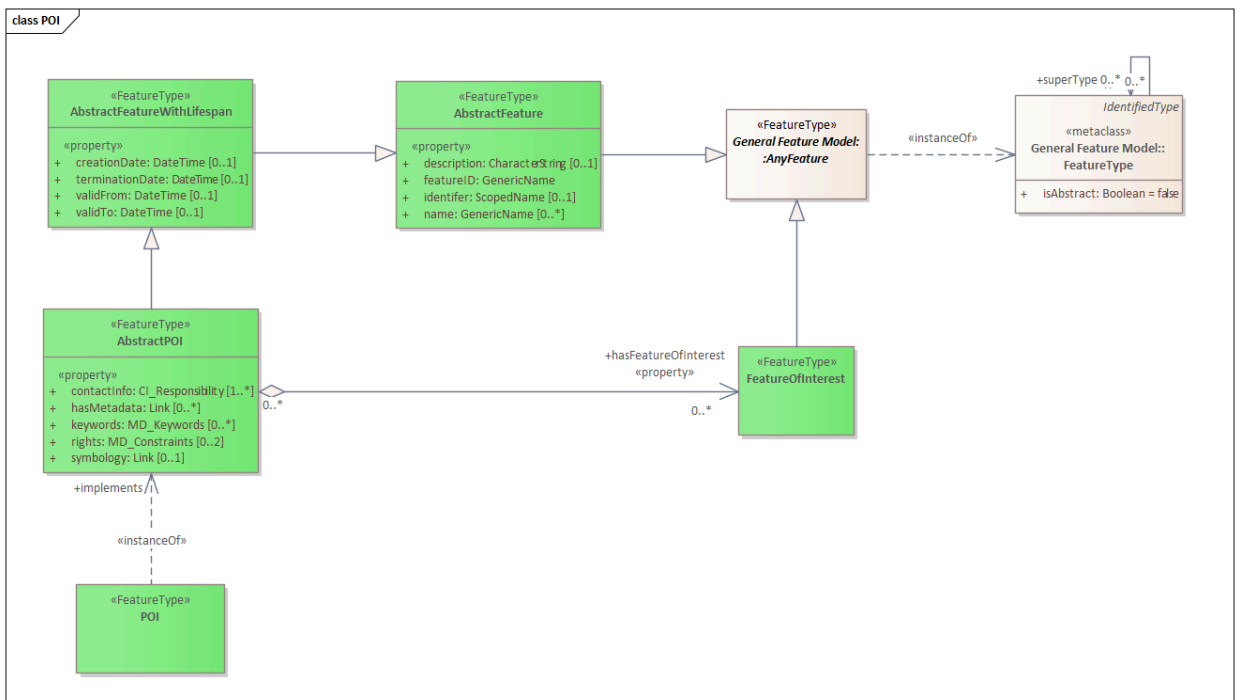 class POI
«FeatureType»
AbstractFeatureWithLifespan
«property»
+ creationDate: DateTime [0..1]
+ terminationDate: DateTime [0..1]
+ validFrom: DateTime [0..1]
+ validTo: DateTime [0..1]
«FeatureType»
AbstractFeature
«property»
+ description: CharacterString [0..1]
+ featureID: GenericName
+ identifer: ScopedName [0..1]
+ name: GenericName [0..*]
«FeatureType»
General Feature Model:
:AnyFeature
«instanceOf»
+superType 0..* 0..*
IdentifiedType
«metaclass»
General Feature Model::
FeatureType
+ isAbstract: Boolean = false
«FeatureType»
AbstractPOI
«property»
+ contactInfo: CI_Responsibility [1..*]
+ hasMetadata: Link [0..*]
+ keywords: MD_Keywords [0..*]
+ rights: MD_Constraints [0..2]
+ symbology: Link [0..1]
0..*
+hasFeatureOfInterest
«property»
0..*
«FeatureType»
FeatureOfInterest
+implements
«instanceOf»
«FeatureType»
POI